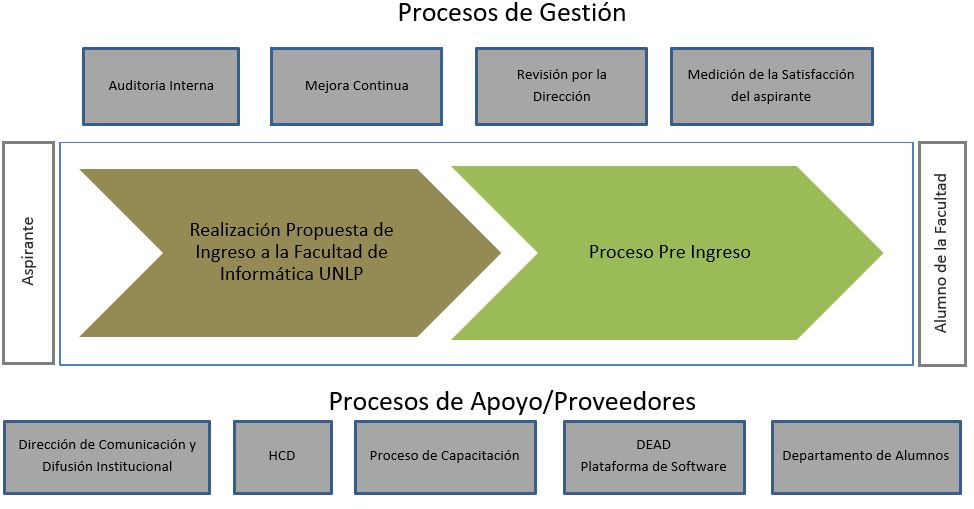 Procesos de Gestión
Auditoria Interna
Mejora Continua
Revisión por la
Dirección
Medición de la Satisfacción
del aspirante
Aspirante
Realización Propuesta de
Ingreso a la Facultad de
Informática UNLP
Proceso Pre Ingreso
Alumno de la Facultad
Procesos de Apoyo/Proveedores
Dirección de Comunicación y
Difusión Institucional
HCD
Proceso de Capacitación
DEAD
Plataforma de Software
Departamento de Alumnos